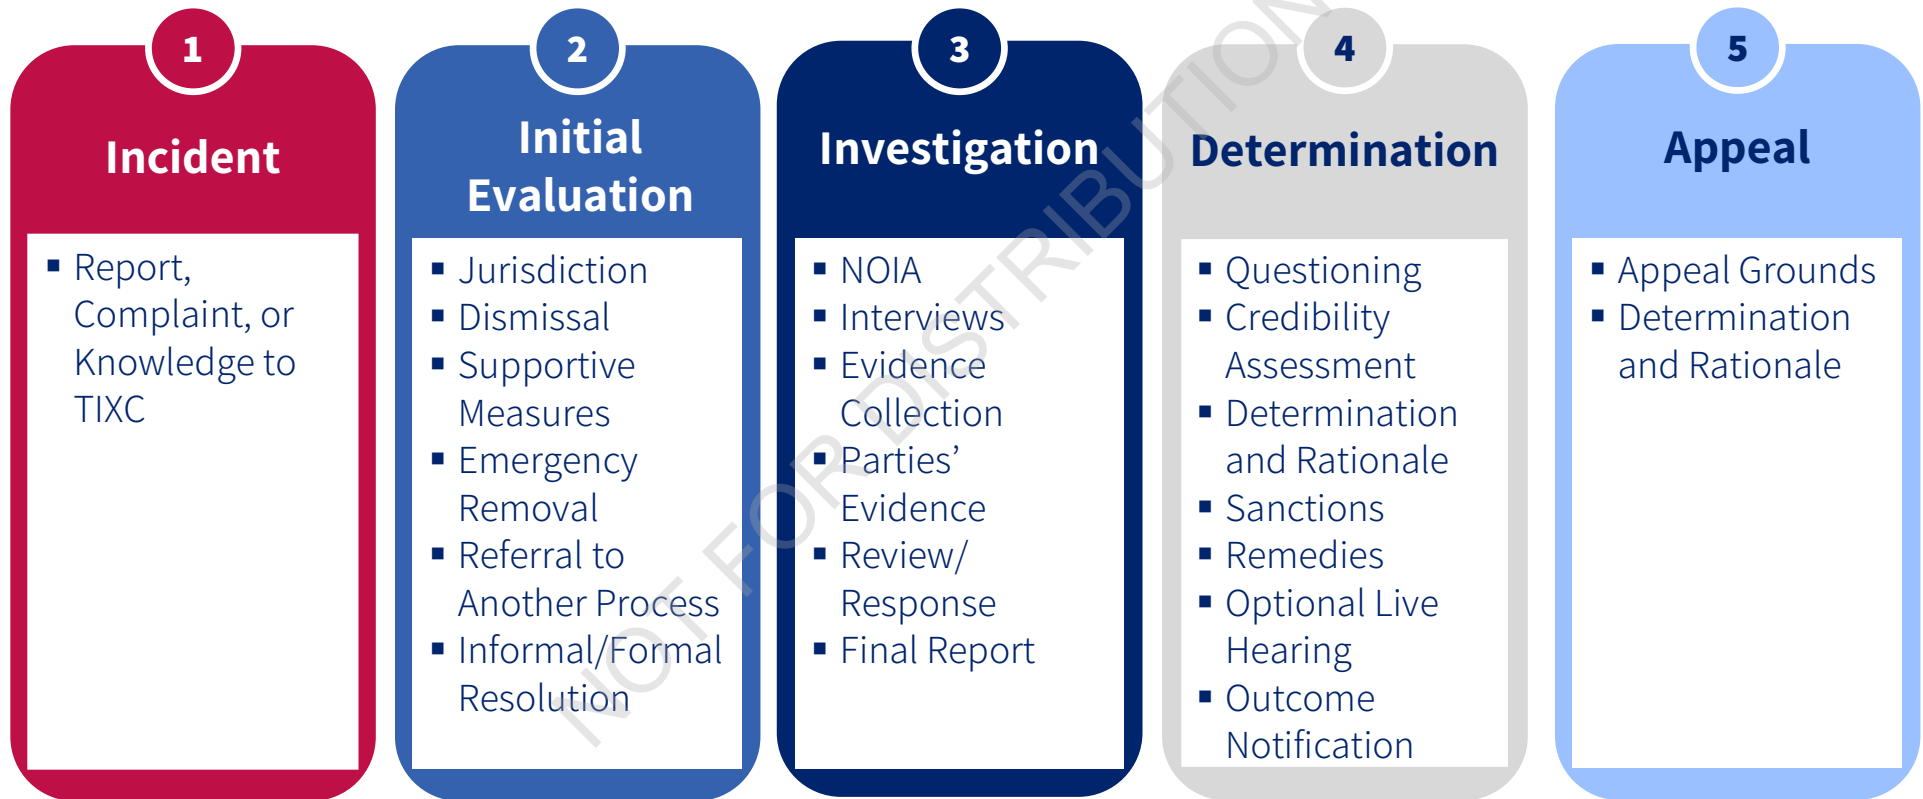 1
Incident
▪ Report,
Complaint, or
Knowledge to
TIXC
2
Initial
Evaluation
▪ Jurisdiction
▪ Dismissal
▪ Supportive
Measures
▪ Emergency
Removal
▪ Referral to
Another Process
▪ Informal/Formal
Resolution
3
Investigation
▪ NOIA
▪ Interviews
▪ Evidence
Collection
▪ Parties’
Evidence
▪ Review/
Response
▪ Final Report
4
Determination
▪ Questioning
▪ Credibility
Assessment
▪ Determination
and Rationale
▪ Sanctions
▪ Remedies
▪ Optional Live
Hearing
▪ Outcome
Notification
5
Appeal
▪ Appeal Grounds
▪ Determination
and Rationale
NOT FOR DISTRIBUTION